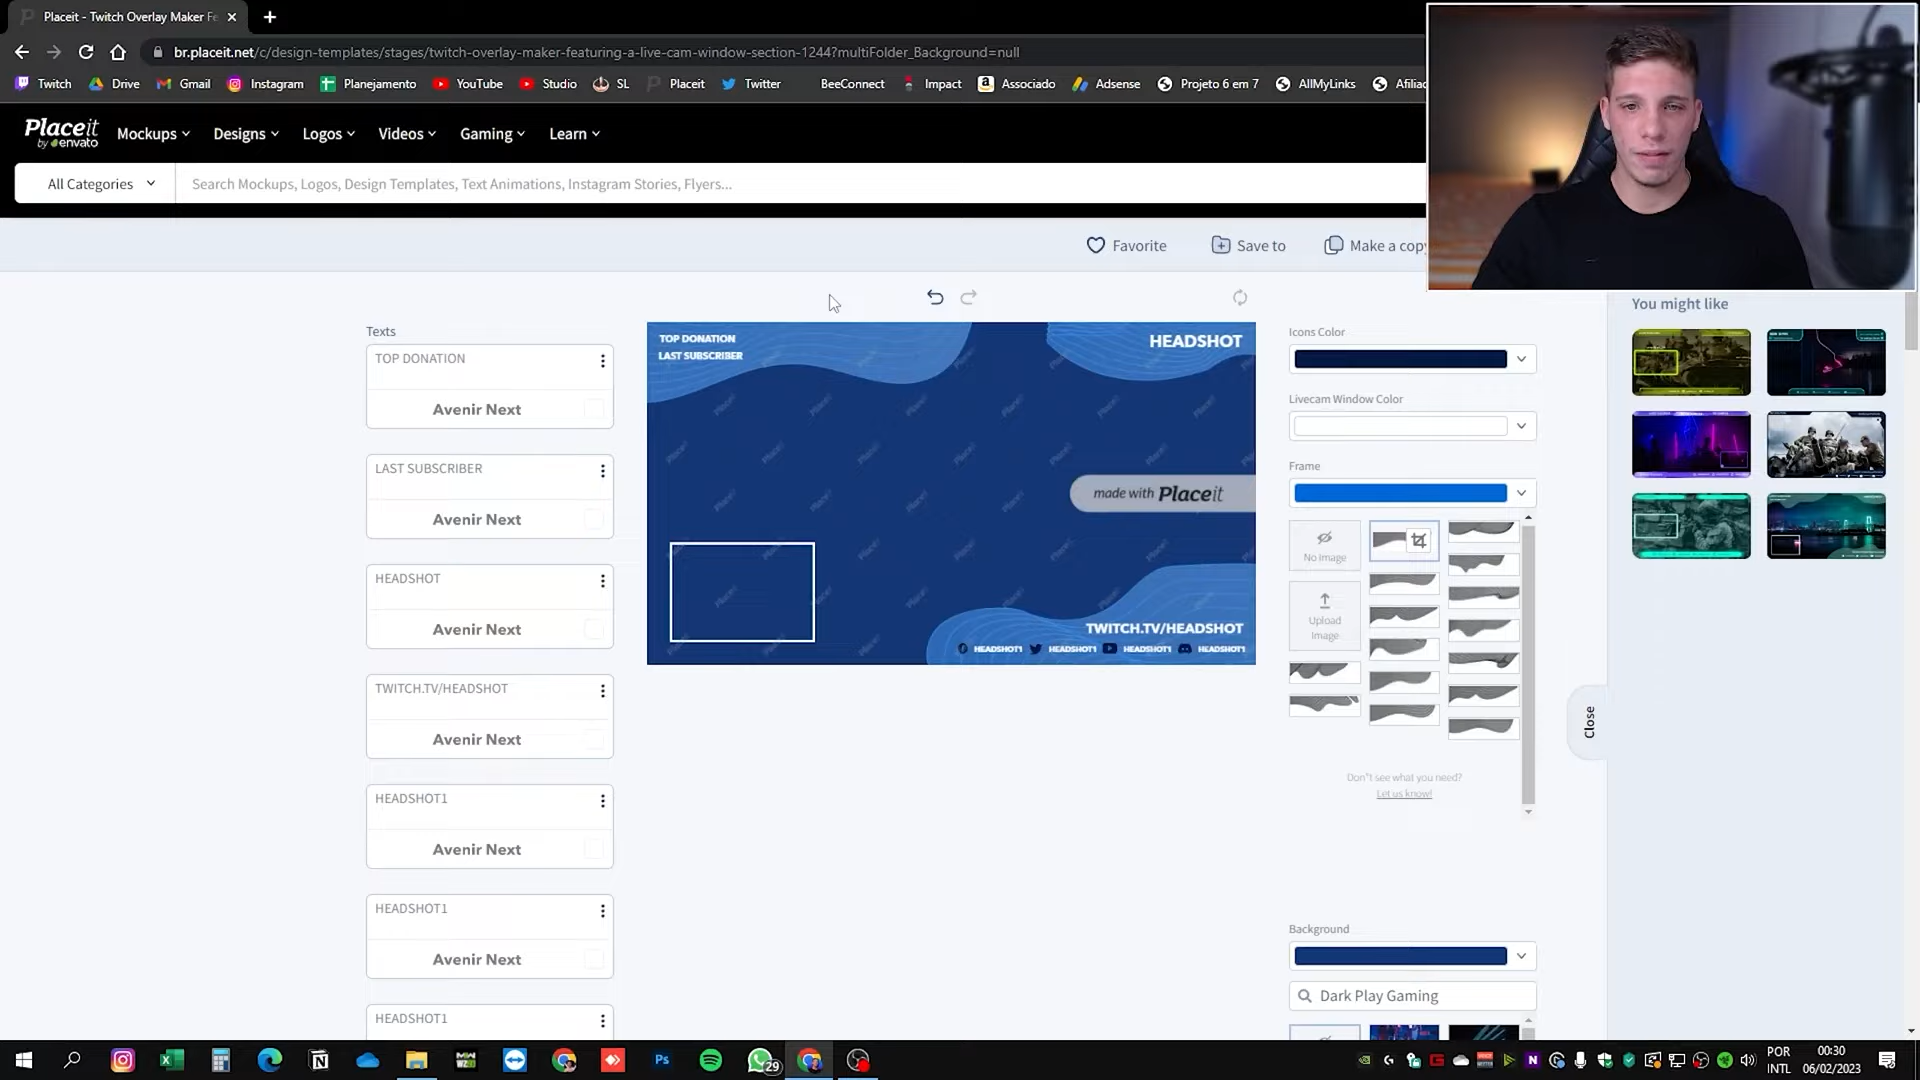 Placeit - Twitch Overlay Maker Fe
br.placeit.net/c/design-templates/stages/twitch-overlay-maker-featuring-a-live-cam-window-section-1244?multiFolder_Background=null
Twitch Drive Gmail Instagram Planejamento YouTube Studio SL Placeit Twitter BeeConnect Impact Associado Adsense Projeto 6 em 7 AllMyLinks Afilia
Placeit by envato
Mockups Designs Logos Videos Gaming Learn
All Categories Search Mockups, Logos, Design Templates, Text Animations, Instagram Stories, Flyers...
Favorite Save to Make a copy
You might like
Texts
TOP DONATION
Avenir Next
LAST SUBSCRIBER
Avenir Next
HEADSHOT
Avenir Next
TWITCH.TV/HEADSHOT
Avenir Next
HEADSHOT1
Avenir Next
HEADSHOT1
Avenir Next
HEADSHOT1
TOP DONATION
LAST SUBSCRIBER
HEADSHOT
made with Placeit
TWITCH.TV/HEADSHOT
HEADSHOT1 HEADSHOT1 HEADSHOT1 HEADSHOT1
Icons Color
Livecam Window Color
Frame
No Image
Upload Image
Don"t see what you need?
Let us know!
Close
Background
Dark Play Gaming
29
POR
INTL
00:30
06/02/2023